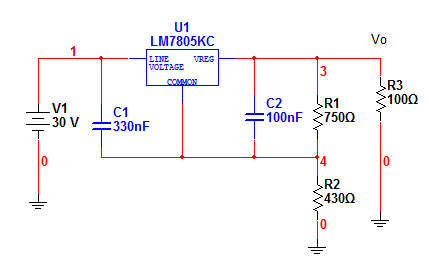 U1
LM7805KC
LINE VREG
VOLTAGE
COMMON
1
Vo
3
V1
30 V
C1
330nF
C2
100nF
R1
750Ω
R3
100Ω
0
4
0
R2
430Ω
0